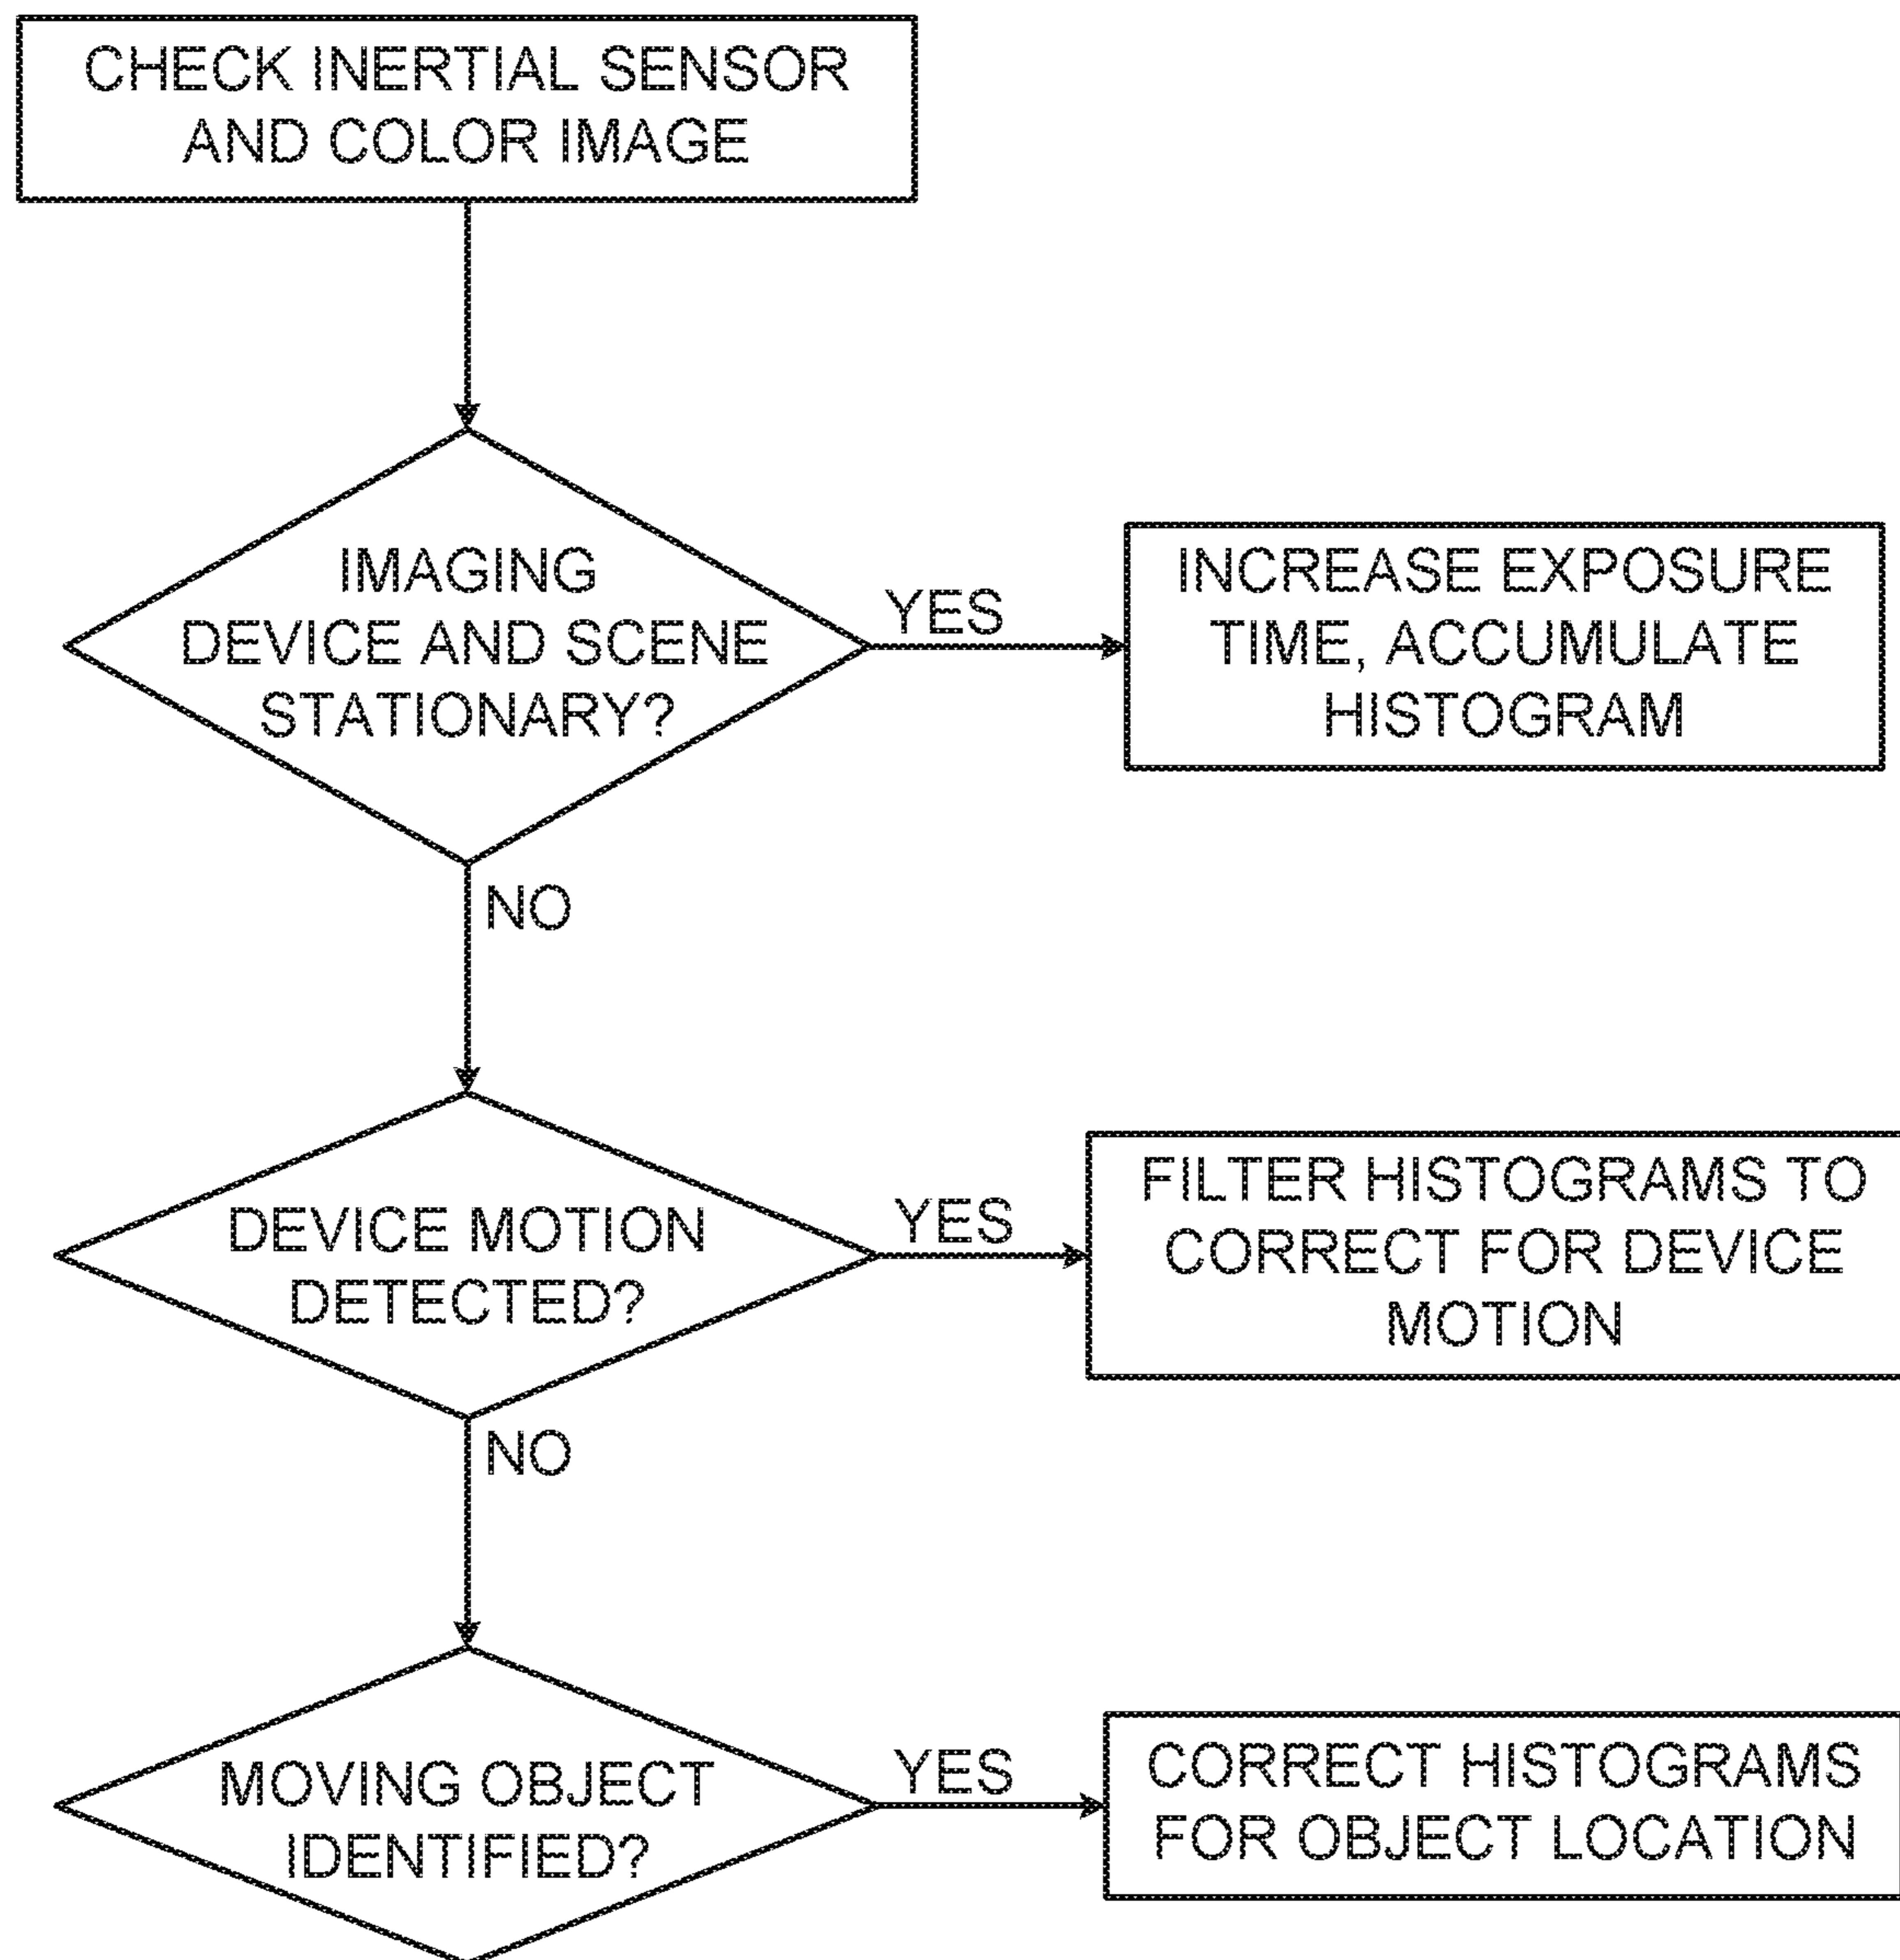 CHECK INERTIAL SENSOR
AND COLOR IMAGE
IMAGING
DEVICE AND SCENE
STATIONARY?
YES
INCREASE EXPOSURE
TIME, ACCUMULATE
HISTOGRAM
NO
DEVICE MOTION
DETECTED?
YES
FILTER HISTOGRAMS TO
CORRECT FOR DEVICE
MOTION
NO
MOVING OBJECT
IDENTIFIED?
YES
CORRECT HISTOGRAMS
FOR OBJECT LOCATION